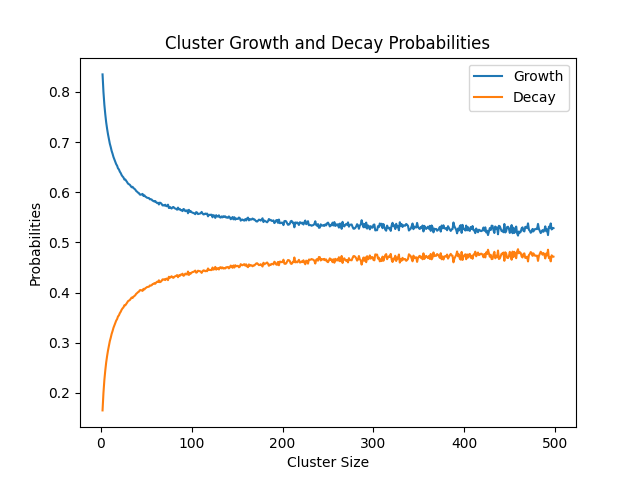 Cluster Growth and Decay Probabilities
Growth
Decay
0.8
0.7
0.6
0.5
0.4
0.3
0.2
Probabilities
0
100
200
300
400
500
Cluster Size